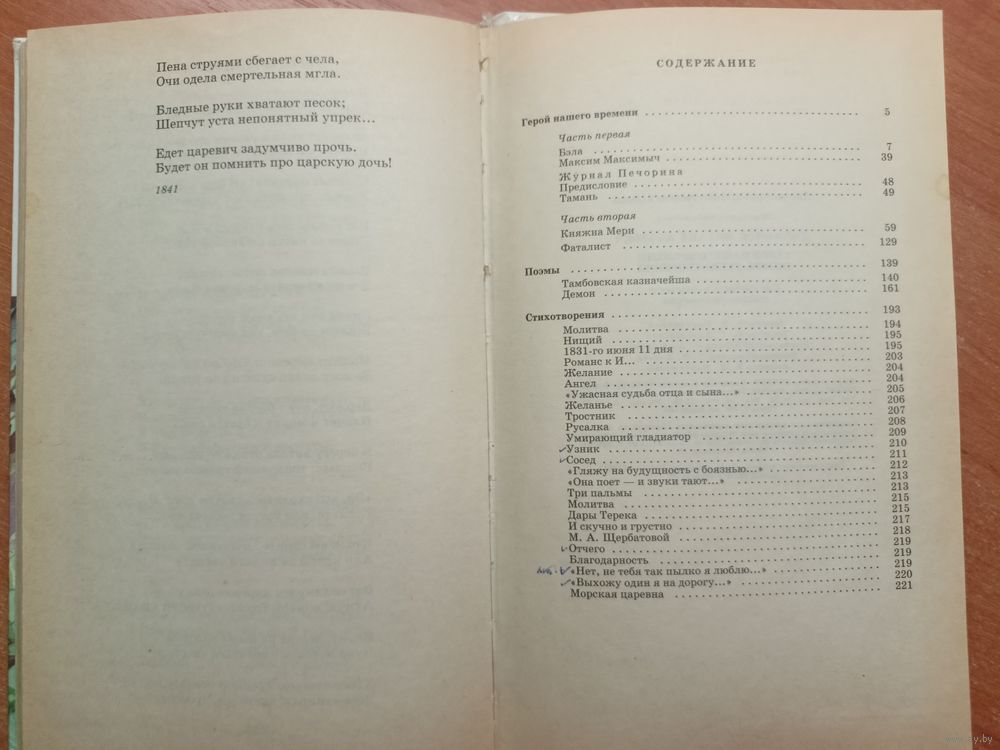 Пена струями сбегает с чела,
Очи одела смертельная мгла.
Бледные руки хватают песок;
Шепчут уста непонятный упрек...
Едет царевич задумчиво прочь.
Будет он помнить про царскую дочь!
1841
СОДЕРЖАНИЕ
Герой нашего времени . . . . 5
Часть первая
Бэла . . . . 7
Максим Максимыч . . . . 39
Журнал Печорина
Предисловие . . . . 48
Тамань . . . . 49
Часть вторая
Княжна Мери . . . . 59
Фаталист . . . . 129
Поэмы . . . . 139
Тамбовская казначейша . . . . 140
Демон . . . . 161
Стихотворения . . . . 193
Молитва . . . . 194
Нищий . . . . 195
1831-го июня 11 дня . . . . 195
Романс к И... . . . . 203
Желание . . . . 204
Ангел . . . . 204
«Ужасная судьба отца и сына...» . . . . 205
Желанье . . . . 206
Тростник . . . . 207
Русалка . . . . 208
Умирающий гладиатор . . . . 209
Узник . . . . 210
Сосед . . . . 211
«Гляжу на будущность с боязнью...» . . . . 212
«Она поет — и звуки тают...» . . . . 213
Три пальмы . . . . 213
Молитва . . . . 215
Дары Терека . . . . 215
И скучно и грустно . . . . 217
М. А. Щербатовой . . . . 218
Отчего . . . . 219
Благодарность . . . . 219
«Нет, не тебя так пылко я люблю...» . . . . 219
«Выхожу один я на дорогу...» . . . . 220
Морская царевна . . . . 221